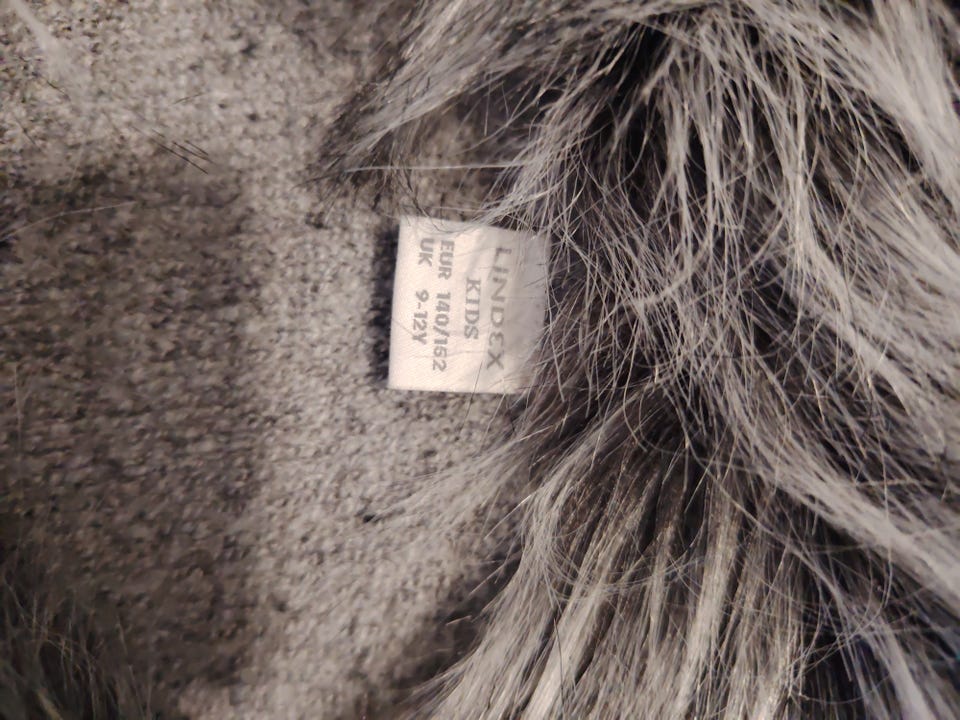 LINDEX
KIDS
EUR 140/152
UK 9-12Y